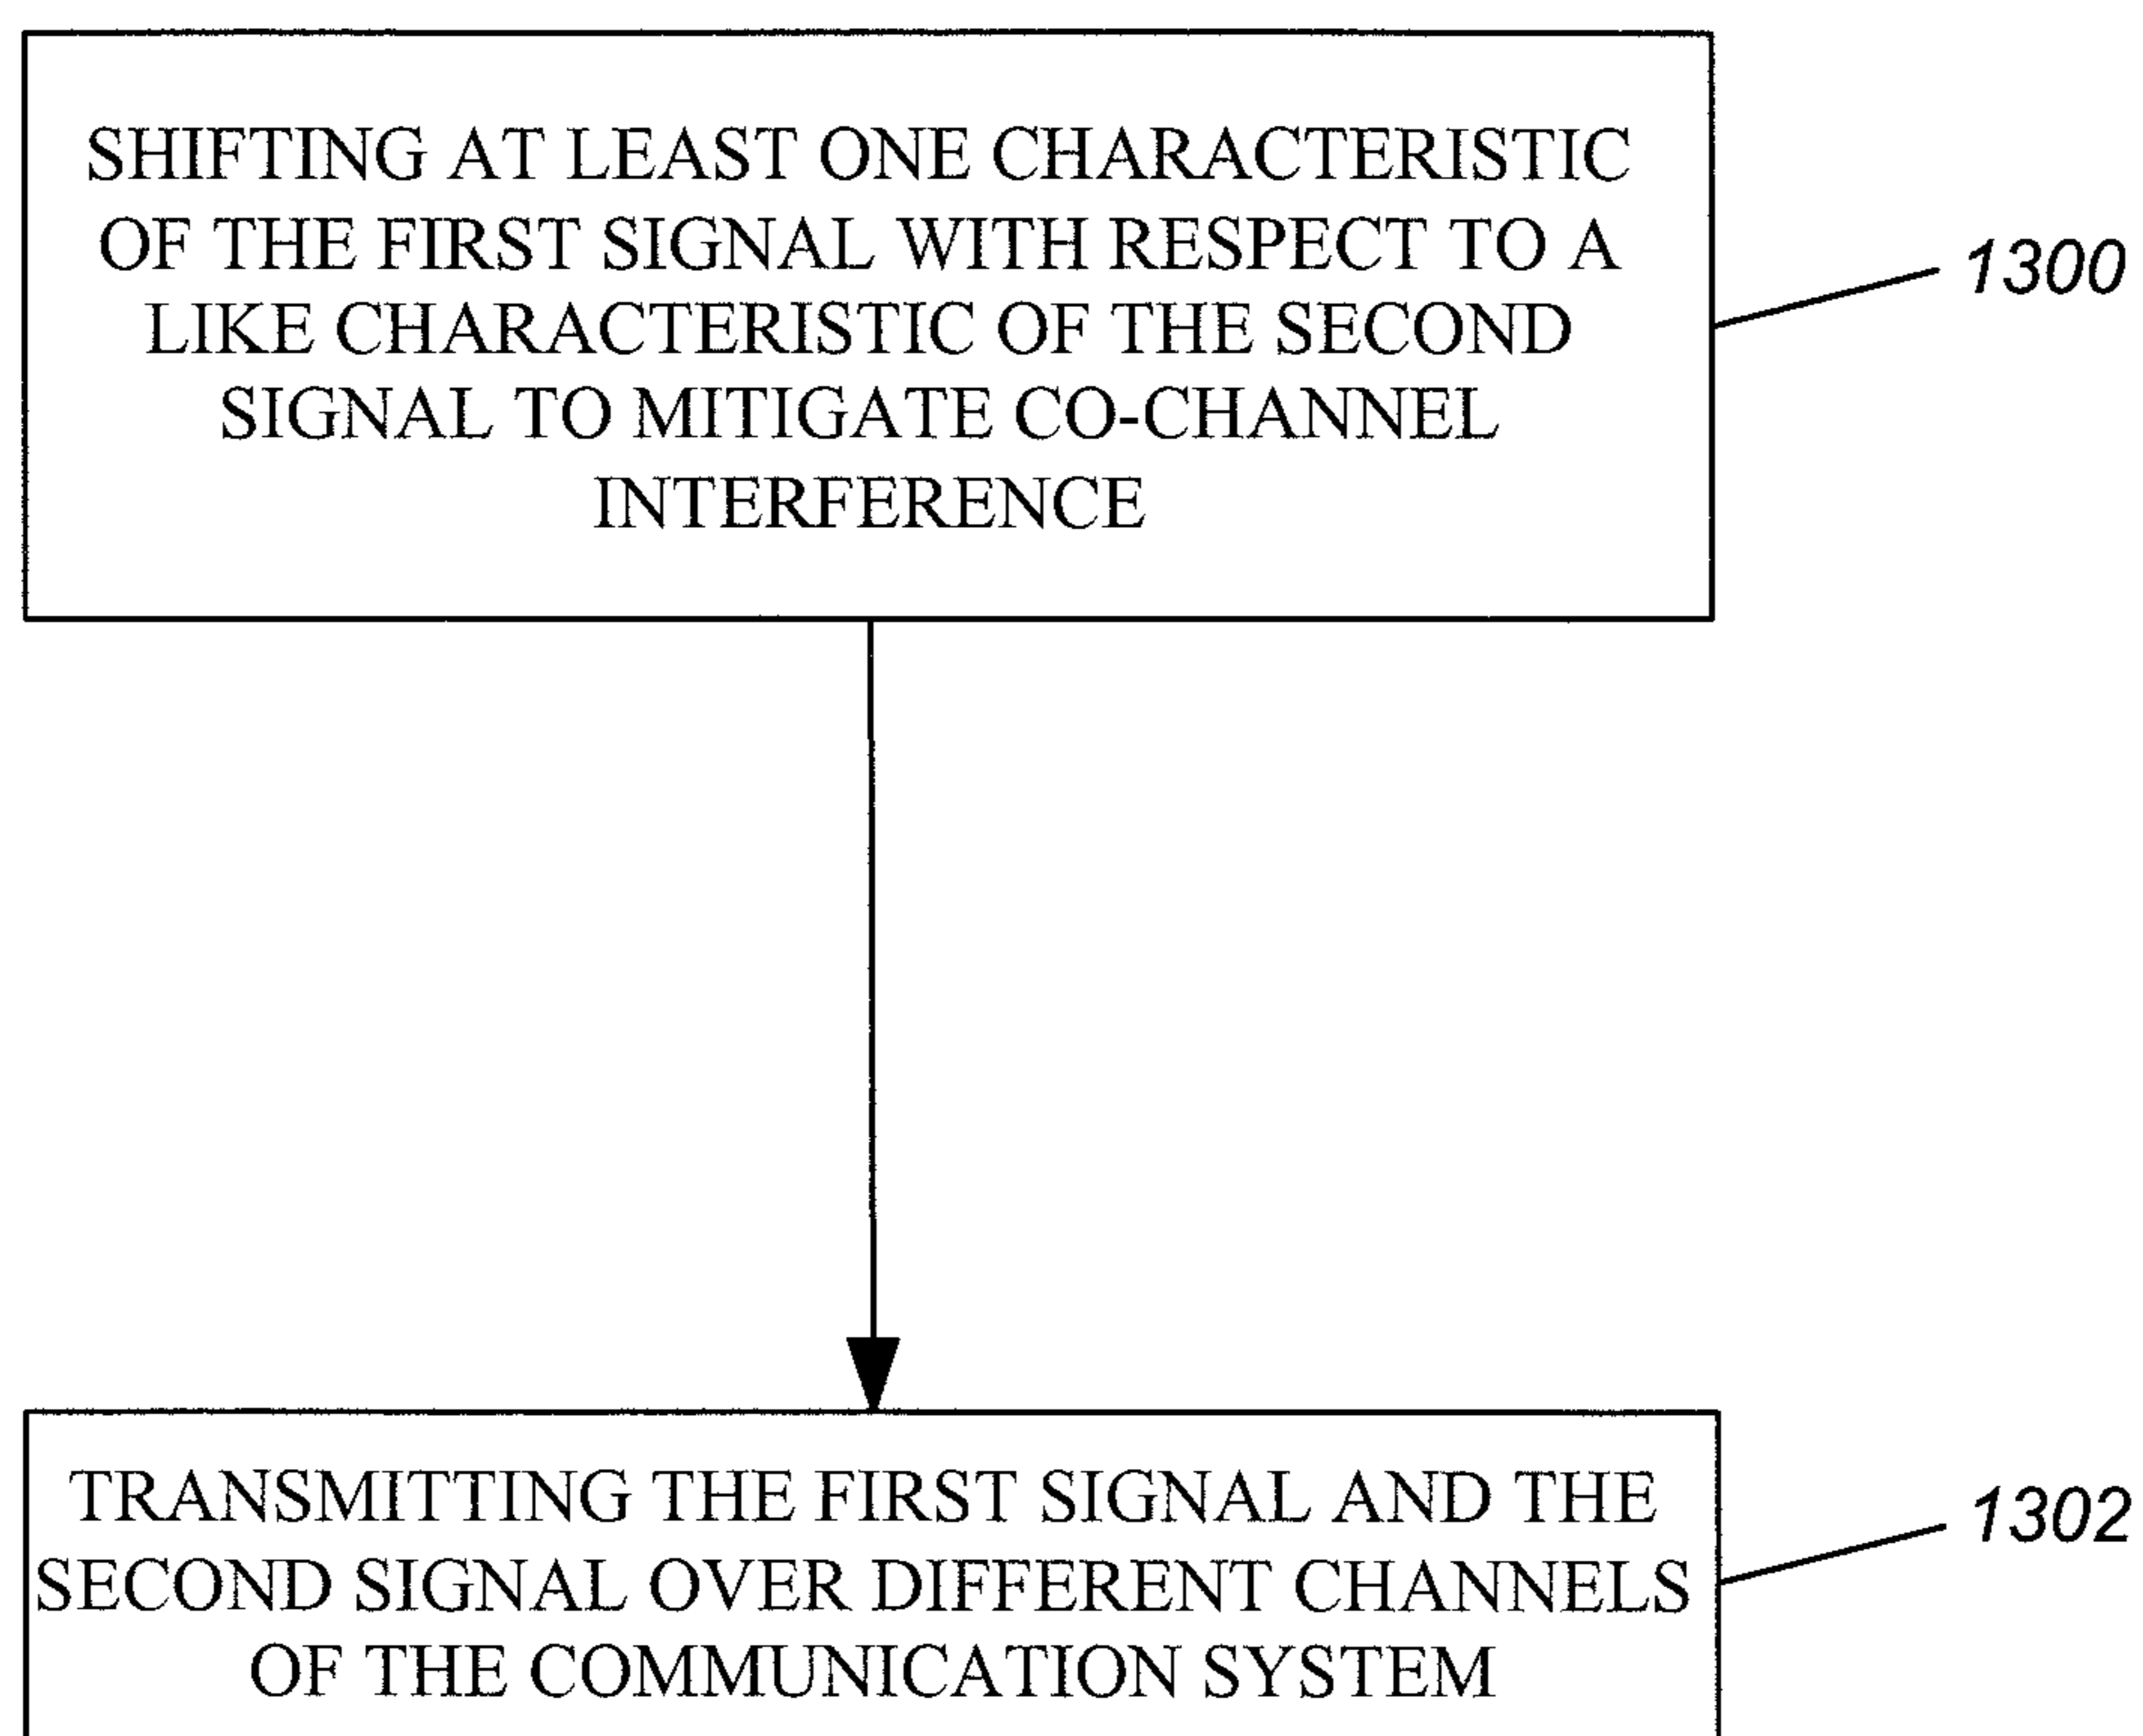 SHIFTING AT LEAST ONE CHARACTERISTIC
OF THE FIRST SIGNAL WITH RESPECT TO A
LIKE CHARACTERISTIC OF THE SECOND
SIGNAL TO MITIGATE CO-CHANNEL
INTERFERENCE
1300
TRANSMITTING THE FIRST SIGNAL AND THE
SECOND SIGNAL OVER DIFFERENT CHANNELS
OF THE COMMUNICATION SYSTEM
1302